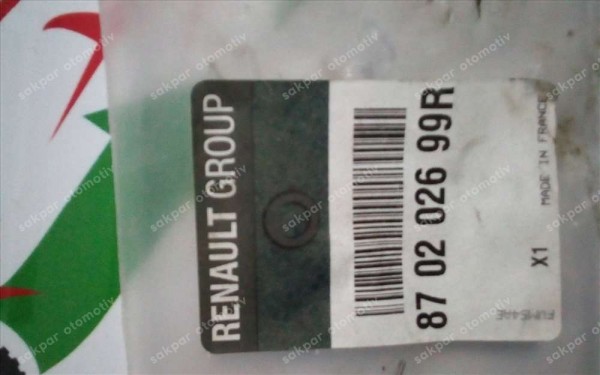 RENAULT GROUP
87 02 026 99R
X1
MADE IN FRANCE
sakpar otomotiv